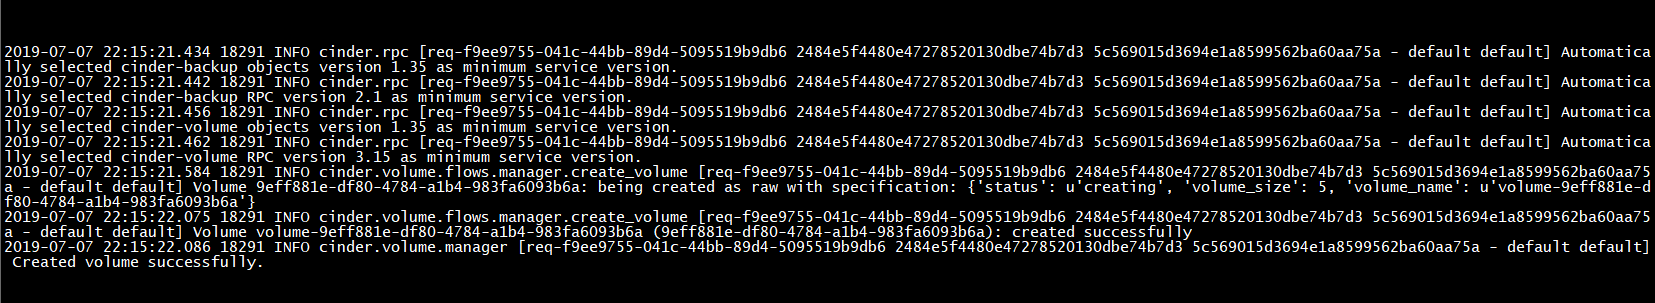 2019-07-07 22:15:21.434 18291 INFO cinder.rpc [req-f9ee9755-041c-44bb-89d4-5095519b9db6 2484e5f4480e47278520130dbe74b7d3 5c569015d3694e1a8599562ba60aa75a - default default] Automatica
lly selected cinder-backup objects version 1.35 as minimum service version.
2019-07-07 22:15:21.442 18291 INFO cinder.rpc [req-f9ee9755-041c-44bb-89d4-5095519b9db6 2484e5f4480e47278520130dbe74b7d3 5c569015d3694e1a8599562ba60aa75a - default default] Automatica
lly selected cinder-backup RPC version 2.1 as minimum service version.
2019-07-07 22:15:21.456 18291 INFO cinder.rpc [req-f9ee9755-041c-44bb-89d4-5095519b9db6 2484e5f4480e47278520130dbe74b7d3 5c569015d3694e1a8599562ba60aa75a - default default] Automatica
lly selected cinder-volume objects version 1.35 as minimum service version.
2019-07-07 22:15:21.462 18291 INFO cinder.rpc [req-f9ee9755-041c-44bb-89d4-5095519b9db6 2484e5f4480e47278520130dbe74b7d3 5c569015d3694e1a8599562ba60aa75a - default default] Automatica
lly selected cinder-volume RPC version 3.15 as minimum service version.
2019-07-07 22:15:21.584 18291 INFO cinder.volume.flows.manager.create_volume [req-f9ee9755-041c-44bb-89d4-5095519b9db6 2484e5f4480e47278520130dbe74b7d3 5c569015d3694e1a8599562ba60aa75
a - default default] Volume 9eff881e-df80-4784-a1b4-983fa6093b6a: being created as raw with specification: {'status': u'creating', 'volume_size': 5, 'volume_name': u'volume-9eff881e-d
f80-4784-a1b4-983fa6093b6a'}
2019-07-07 22:15:22.075 18291 INFO cinder.volume.flows.manager.create_volume [req-f9ee9755-041c-44bb-89d4-5095519b9db6 2484e5f4480e47278520130dbe74b7d3 5c569015d3694e1a8599562ba60aa75
a - default default] Volume volume-9eff881e-df80-4784-a1b4-983fa6093b6a (9eff881e-df80-4784-a1b4-983fa6093b6a): created successfully
2019-07-07 22:15:22.086 18291 INFO cinder.volume.manager [req-f9ee9755-041c-44bb-89d4-5095519b9db6 2484e5f4480e47278520130dbe74b7d3 5c569015d3694e1a8599562ba60aa75a - default default]
Created volume successfully.